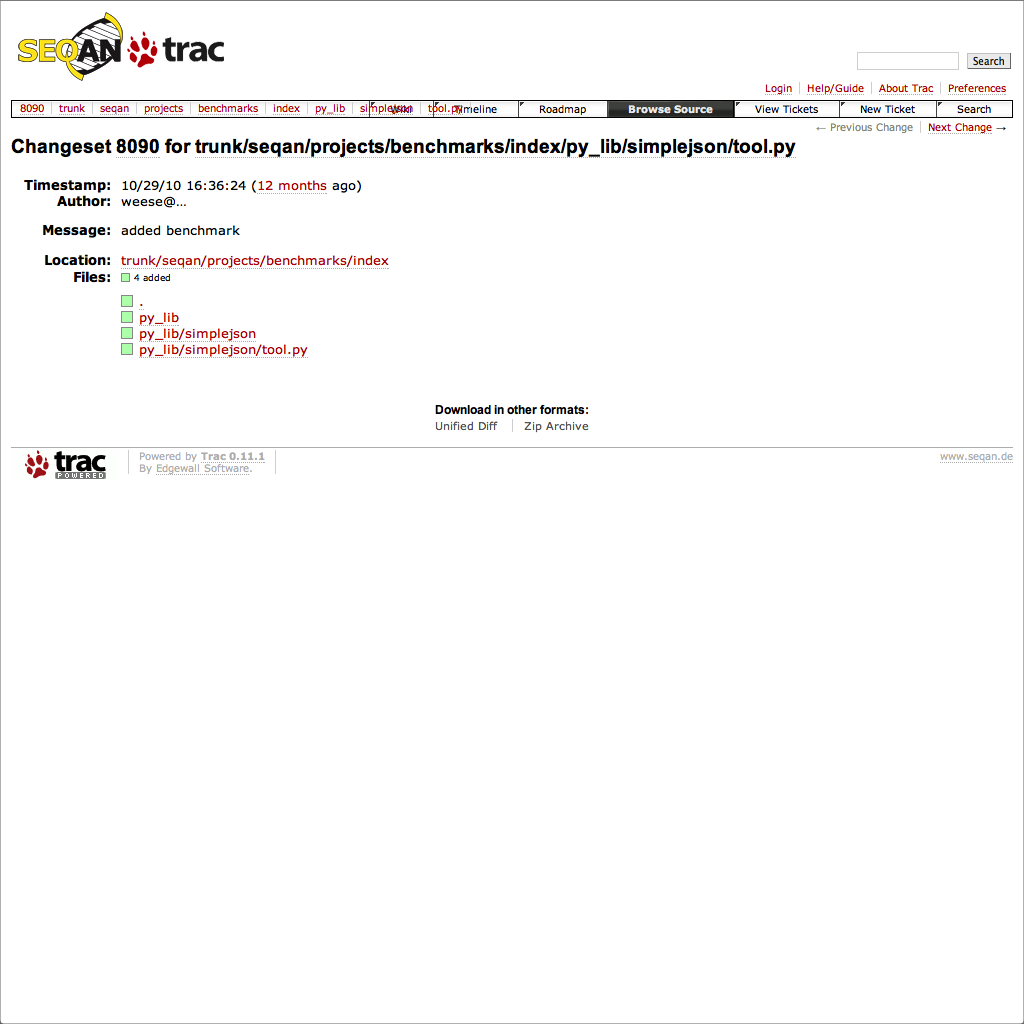 SEQAN trac
Search
Login Help/Guide About Trac Preferences
8090 trunk seqan projects benchmarks index py_lib simplejson tool.py Wiki Timeline Roadmap Browse Source View Tickets New Ticket Search
← Previous Change Next Change →
Changeset 8090 for trunk/seqan/projects/benchmarks/index/py_lib/simplejson/tool.py
Timestamp: 10/29/10 16:36:24 (12 months ago)
Author: weese@…
Message: added benchmark
Location: trunk/seqan/projects/benchmarks/index
Files: 4 added
.
py_lib
py_lib/simplejson
py_lib/simplejson/tool.py
Download in other formats:
Unified Diff Zip Archive
trac POWERED
Powered by Trac 0.11.1
By Edgewall Software.
www.seqan.de